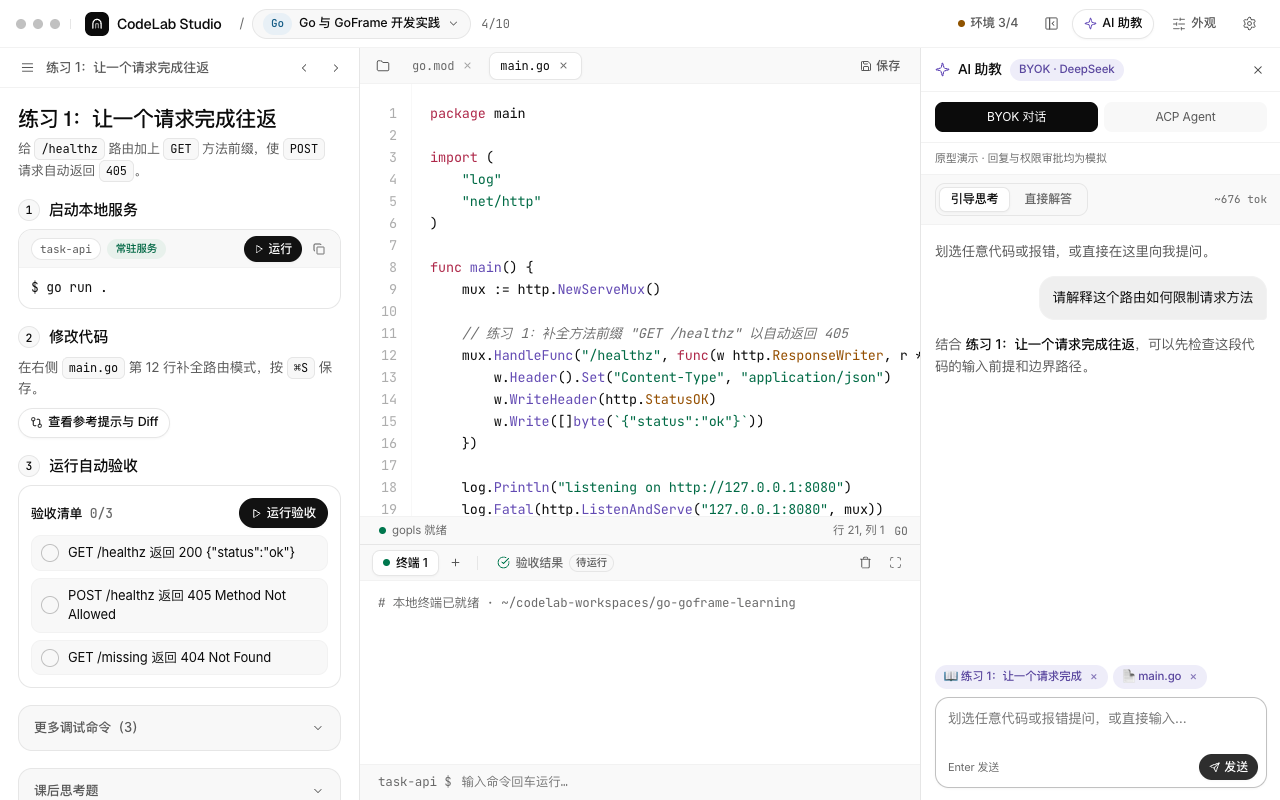 CodeLab Studio / Go Go 与 GoFrame 开发实践 4/10 环境 3/4 AI 助教 外观
练习 1：让一个请求完成往返
练习 1：让一个请求完成往返
给 /healthz 路由加上 GET 方法前缀，使 POST
请求自动返回 405 。
1 启动本地服务
task-api 常驻服务 运行
$ go run .
2 修改代码
在右侧 main.go 第 12 行补全路由模式，按 ⌘S 保
存。
查看参考提示与 Diff
3 运行自动验收
验收清单 0/3 运行验收
GET /healthz 返回 200 {"status":"ok"}
POST /healthz 返回 405 Method Not
Allowed
GET /missing 返回 404 Not Found
更多调试命令（3）
课后思考题
go.mod × main.go × 保存
1 package main
2
3 import (
4 "log"
5 "net/http"
6 )
7
8 func main() {
9 mux := http.NewServeMux()
10
11 // 练习 1：补全方法前缀 "GET /healthz" 以自动返回 405
12 mux.HandleFunc("/healthz", func(w http.ResponseWriter, r *
13 w.Header().Set("Content-Type", "application/json")
14 w.WriteHeader(http.StatusOK)
15 w.Write([]byte(`{"status":"ok"}`))
16 })
17
18 log.Println("listening on http://127.0.0.1:8080")
19 log.Fatal(http.ListenAndServe("127.0.0.1:8080", mux))
gopls 就绪 行 21, 列 1 GO
终端 1 + 验收结果 待运行
# 本地终端已就绪 · ~/codelab-workspaces/go-goframe-learning
task-api $ 输入命令回车运行…
AI 助教 BYOK · DeepSeek ×
BYOK 对话 ACP Agent
原型演示 · 回复与权限审批均为模拟
引导思考 直接解答 ~676 tok
划选任意代码或报错，或直接在这里向我提问。
请解释这个路由如何限制请求方法
结合 练习 1：让一个请求完成往返，可以先检查这段代
码的输入前提和边界路径。
练习 1：让一个请求完成 × main.go ×
划选任意代码或报错提问，或直接输入...
Enter 发送 发送